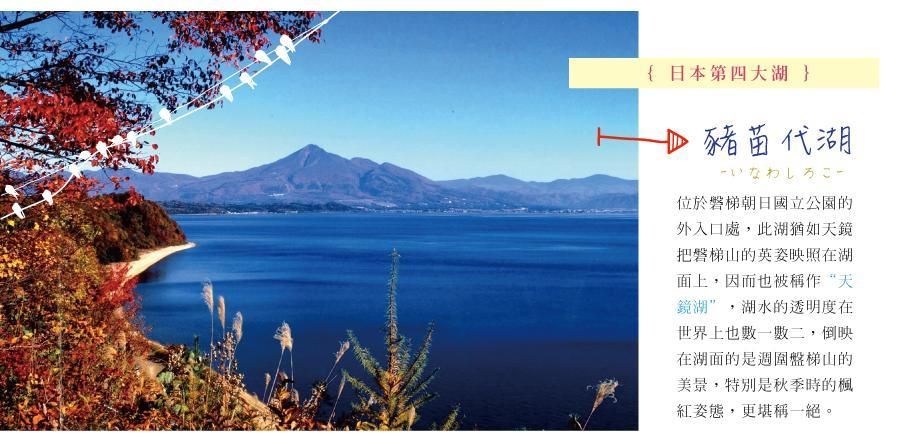 { 日本第四大湖 }
豬苗代湖
-いなわしろこ-
位於磐梯朝日國立公園的
外入口處，此湖猶如天鏡
把磐梯山的英姿映照在湖
面上，因而也被稱作“天
鏡湖”，湖水的透明度在
世界上也數一數二，倒映
在湖面的是週圍盤梯山的
美景，特別是秋季時的楓
紅姿態，更堪稱一絕。